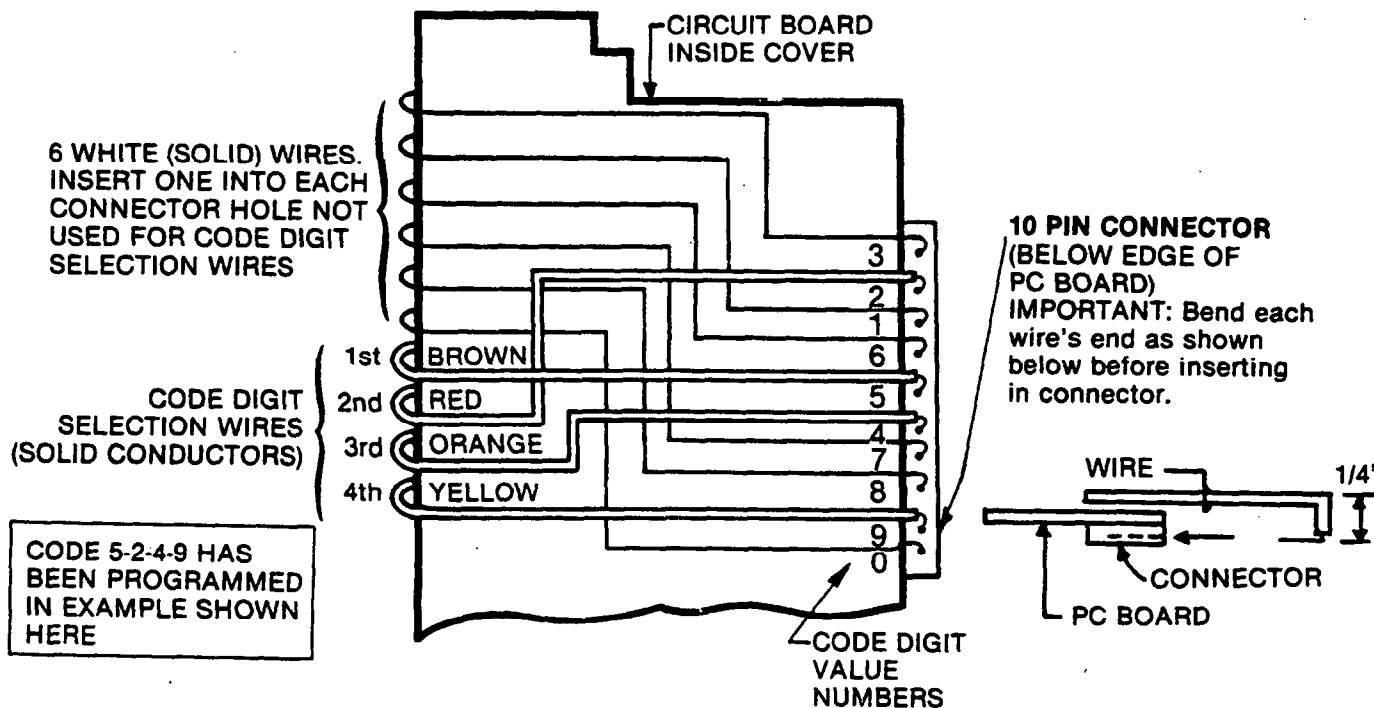 CIRCUIT BOARD
INSIDE COVER
6 WHITE (SOLID) WIRES.
INSERT ONE INTO EACH
CONNECTOR HOLE NOT
USED FOR CODE DIGIT
SELECTION WIRES
10 PIN CONNECTOR
(BELOW EDGE OF
PC BOARD)
IMPORTANT: Bend each
wire's end as shown
below before inserting
in connector.
3
2
1
6
5
4
7
8
9
0
1st BROWN
2nd RED
3rd ORANGE
4th YELLOW
CODE DIGIT
SELECTION WIRES
(SOLID CONDUCTORS)
CODE 5-2-4-9 HAS
BEEN PROGRAMMED
IN EXAMPLE SHOWN
HERE
WIRE
1/4"
CONNECTOR
PC BOARD
CODE DIGIT
VALUE
NUMBERS